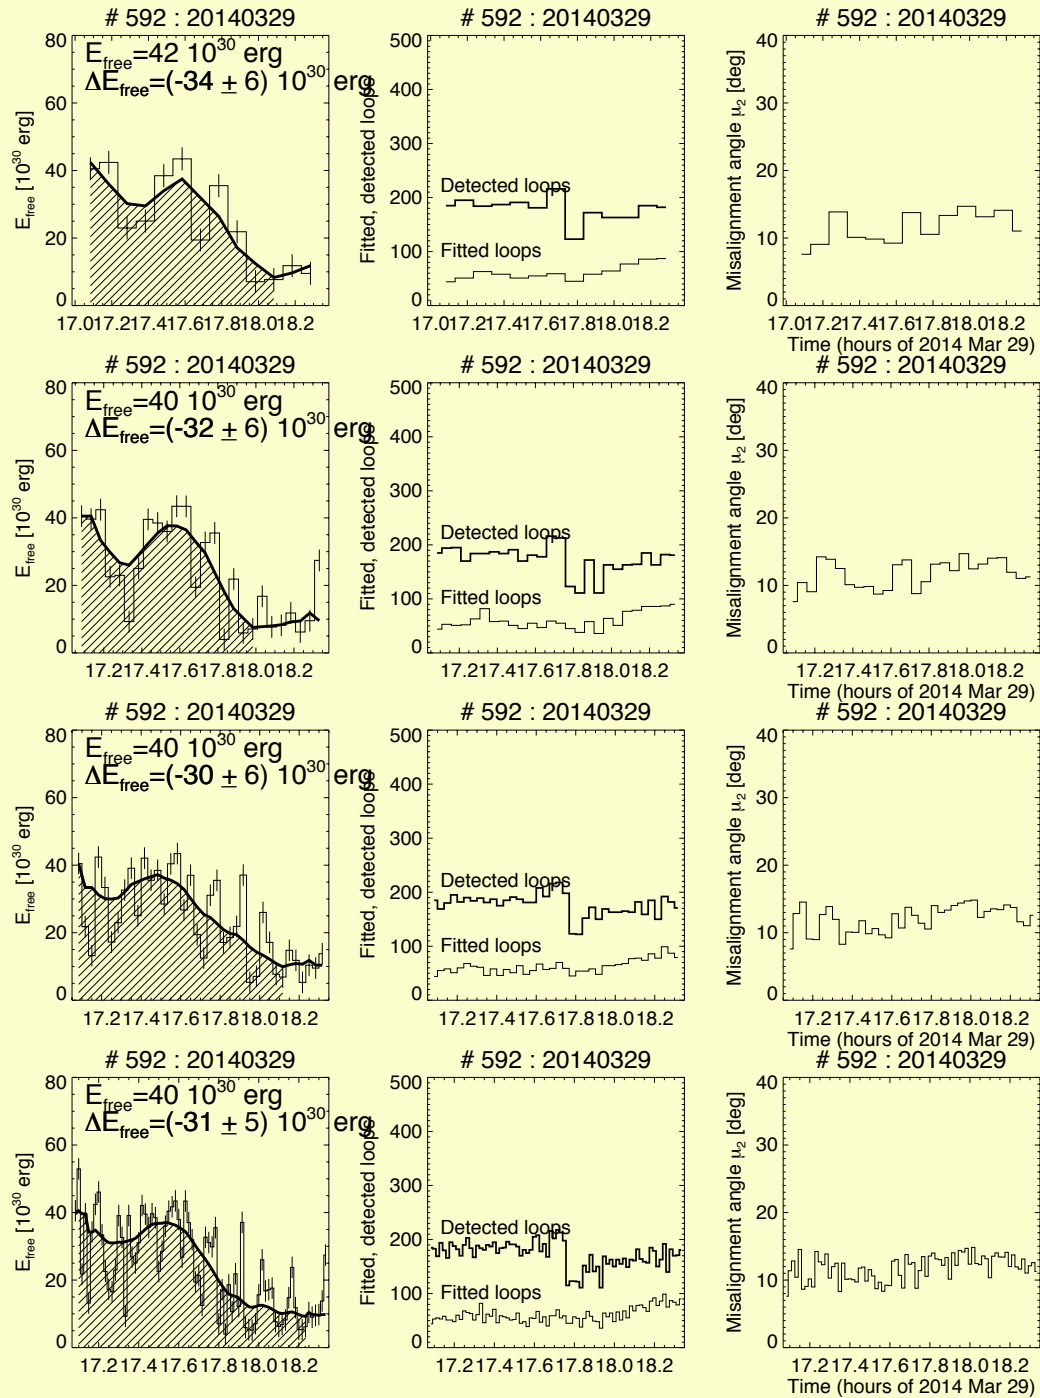 # 592 : 20140329
# 592 : 20140329
# 592 : 20140329
E_free=42 10^30 erg
ΔE_free=(-34 ± 6) 10^30 erg
E_free [10^30 erg]
80
60
40
20
0
17.017.217.417.617.818.018.2
Fitted, detected loops
500
400
300
200
100
0
Detected loops
Fitted loops
17.017.217.417.617.818.018.2
Misalignment angle μ_2 [deg]
40
30
20
10
0
17.017.217.417.617.818.018.2
Time (hours of 2014 Mar 29)
# 592 : 20140329
# 592 : 20140329
# 592 : 20140329
E_free=40 10^30 erg
ΔE_free=(-32 ± 6) 10^30 erg
E_free [10^30 erg]
80
60
40
20
0
17.217.417.617.818.018.2
Fitted, detected loops
500
400
300
200
100
0
Detected loops
Fitted loops
17.217.417.617.818.018.2
Misalignment angle μ_2 [deg]
40
30
20
10
0
17.217.417.617.818.018.2
Time (hours of 2014 Mar 29)
# 592 : 20140329
# 592 : 20140329
# 592 : 20140329
E_free=40 10^30 erg
ΔE_free=(-30 ± 6) 10^30 erg
E_free [10^30 erg]
80
60
40
20
0
17.217.417.617.818.018.2
Fitted, detected loops
500
400
300
200
100
0
Detected loops
Fitted loops
17.217.417.617.818.018.2
Misalignment angle μ_2 [deg]
40
30
20
10
0
17.217.417.617.818.018.2
Time (hours of 2014 Mar 29)
# 592 : 20140329
# 592 : 20140329
# 592 : 20140329
E_free=40 10^30 erg
ΔE_free=(-31 ± 5) 10^30 erg
E_free [10^30 erg]
80
60
40
20
0
17.217.417.617.818.018.2
Fitted, detected loops
500
400
300
200
100
0
Detected loops
Fitted loops
17.217.417.617.818.018.2
Misalignment angle μ_2 [deg]
40
30
20
10
0
17.217.417.617.818.018.2
Time (hours of 2014 Mar 29)